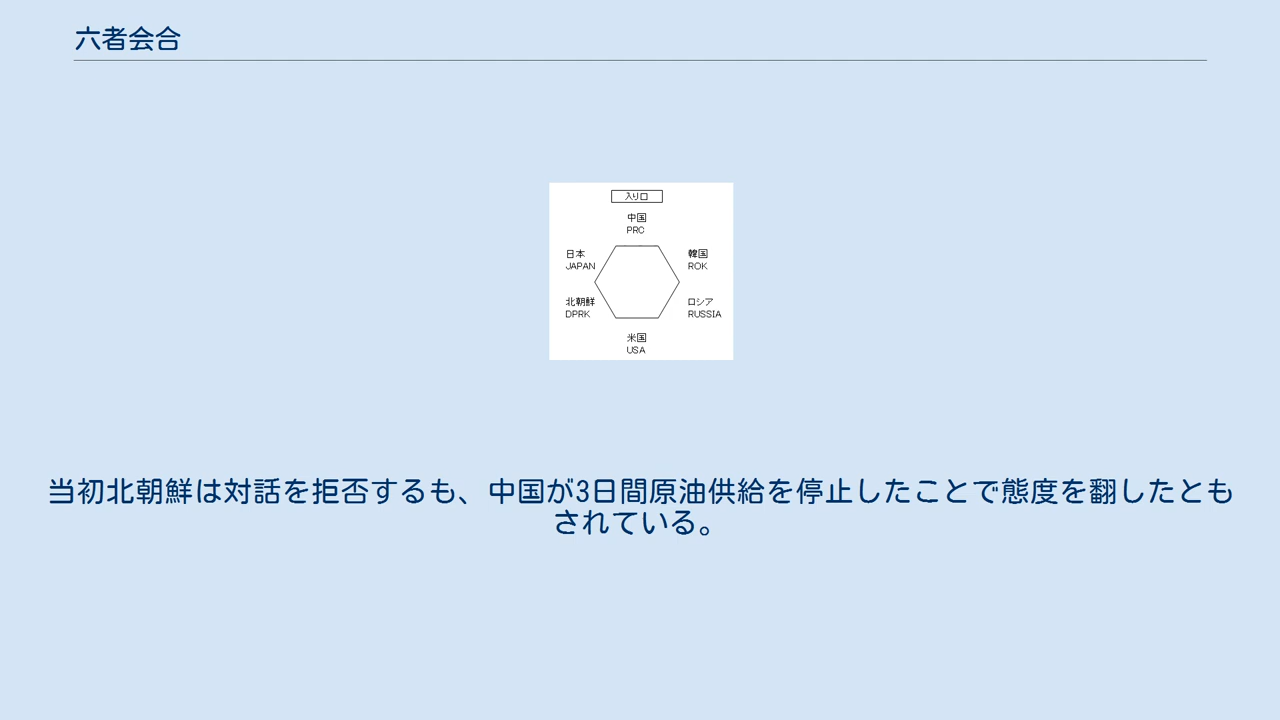 六者会合
入り口
中国
PRC
日本
JAPAN
韓国
ROK
北朝鮮
DPRK
ロシア
RUSSIA
米国
USA
当初北朝鮮は対話を拒否するも、中国が3日間原油供給を停止したことで態度を翻したとも
されている。